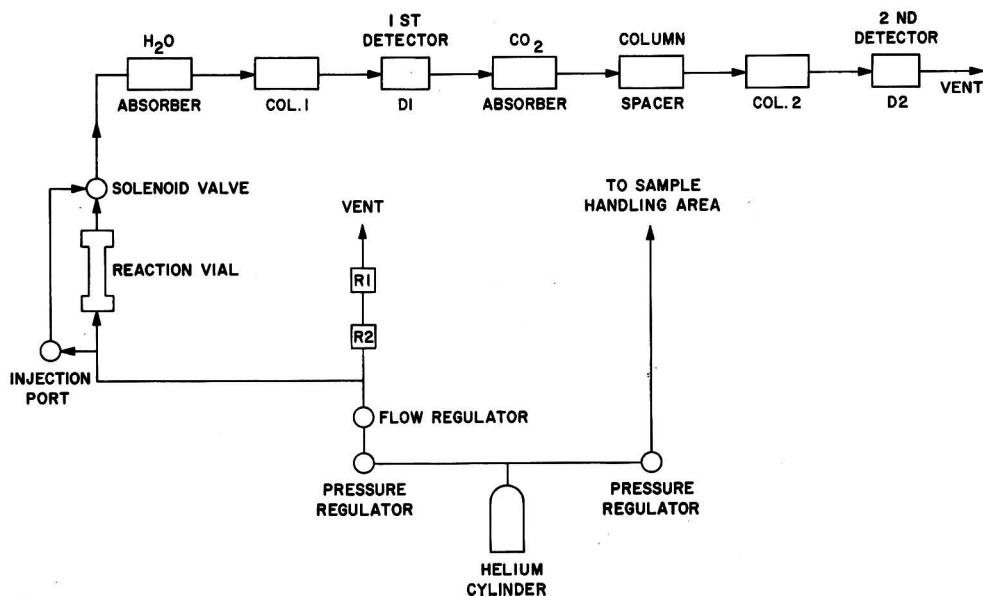 H2O
ABSORBER
COL. 1
1 ST
DETECTOR
D1
CO2
ABSORBER
COLUMN
SPACER
COL. 2
2 ND
DETECTOR
D2
VENT
SOLENOID VALVE
REACTION VIAL
INJECTION
PORT
VENT
R1
R2
FLOW REGULATOR
PRESSURE
REGULATOR
TO SAMPLE
HANDLING AREA
PRESSURE
REGULATOR
HELIUM
CYLINDER